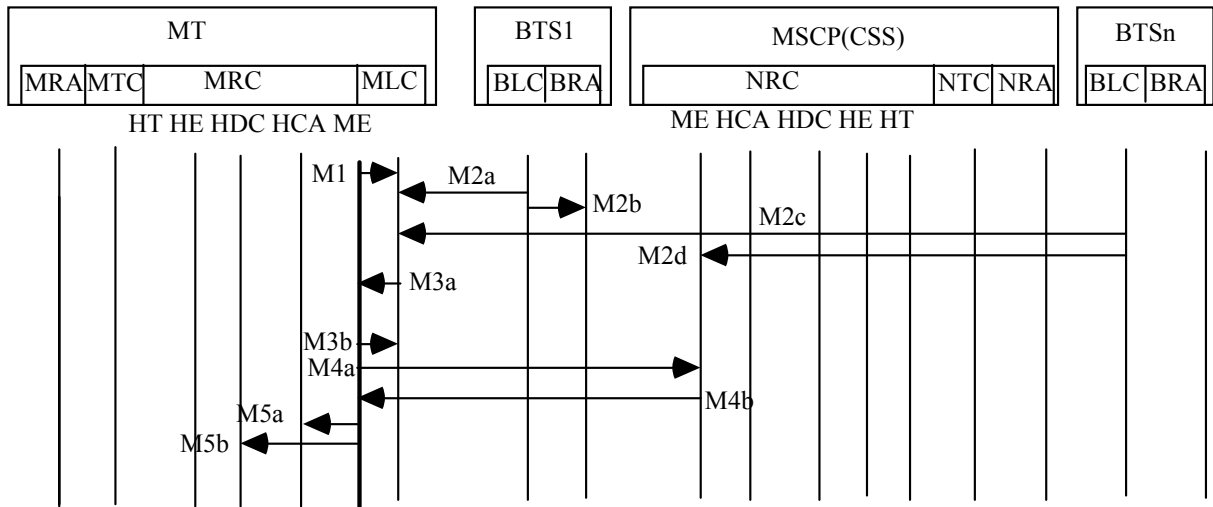 MT
BTS1
MSCP(CSS)
BTSn
MRA MTC MRC MLC
BLC BRA
NRC NTC NRA
BLC BRA
HT HE HDC HCA ME
ME HCA HDC HE HT
M1
M2a
M2b
M2c
M2d
M3a
M3b
M4a
M4b
M5a
M5b